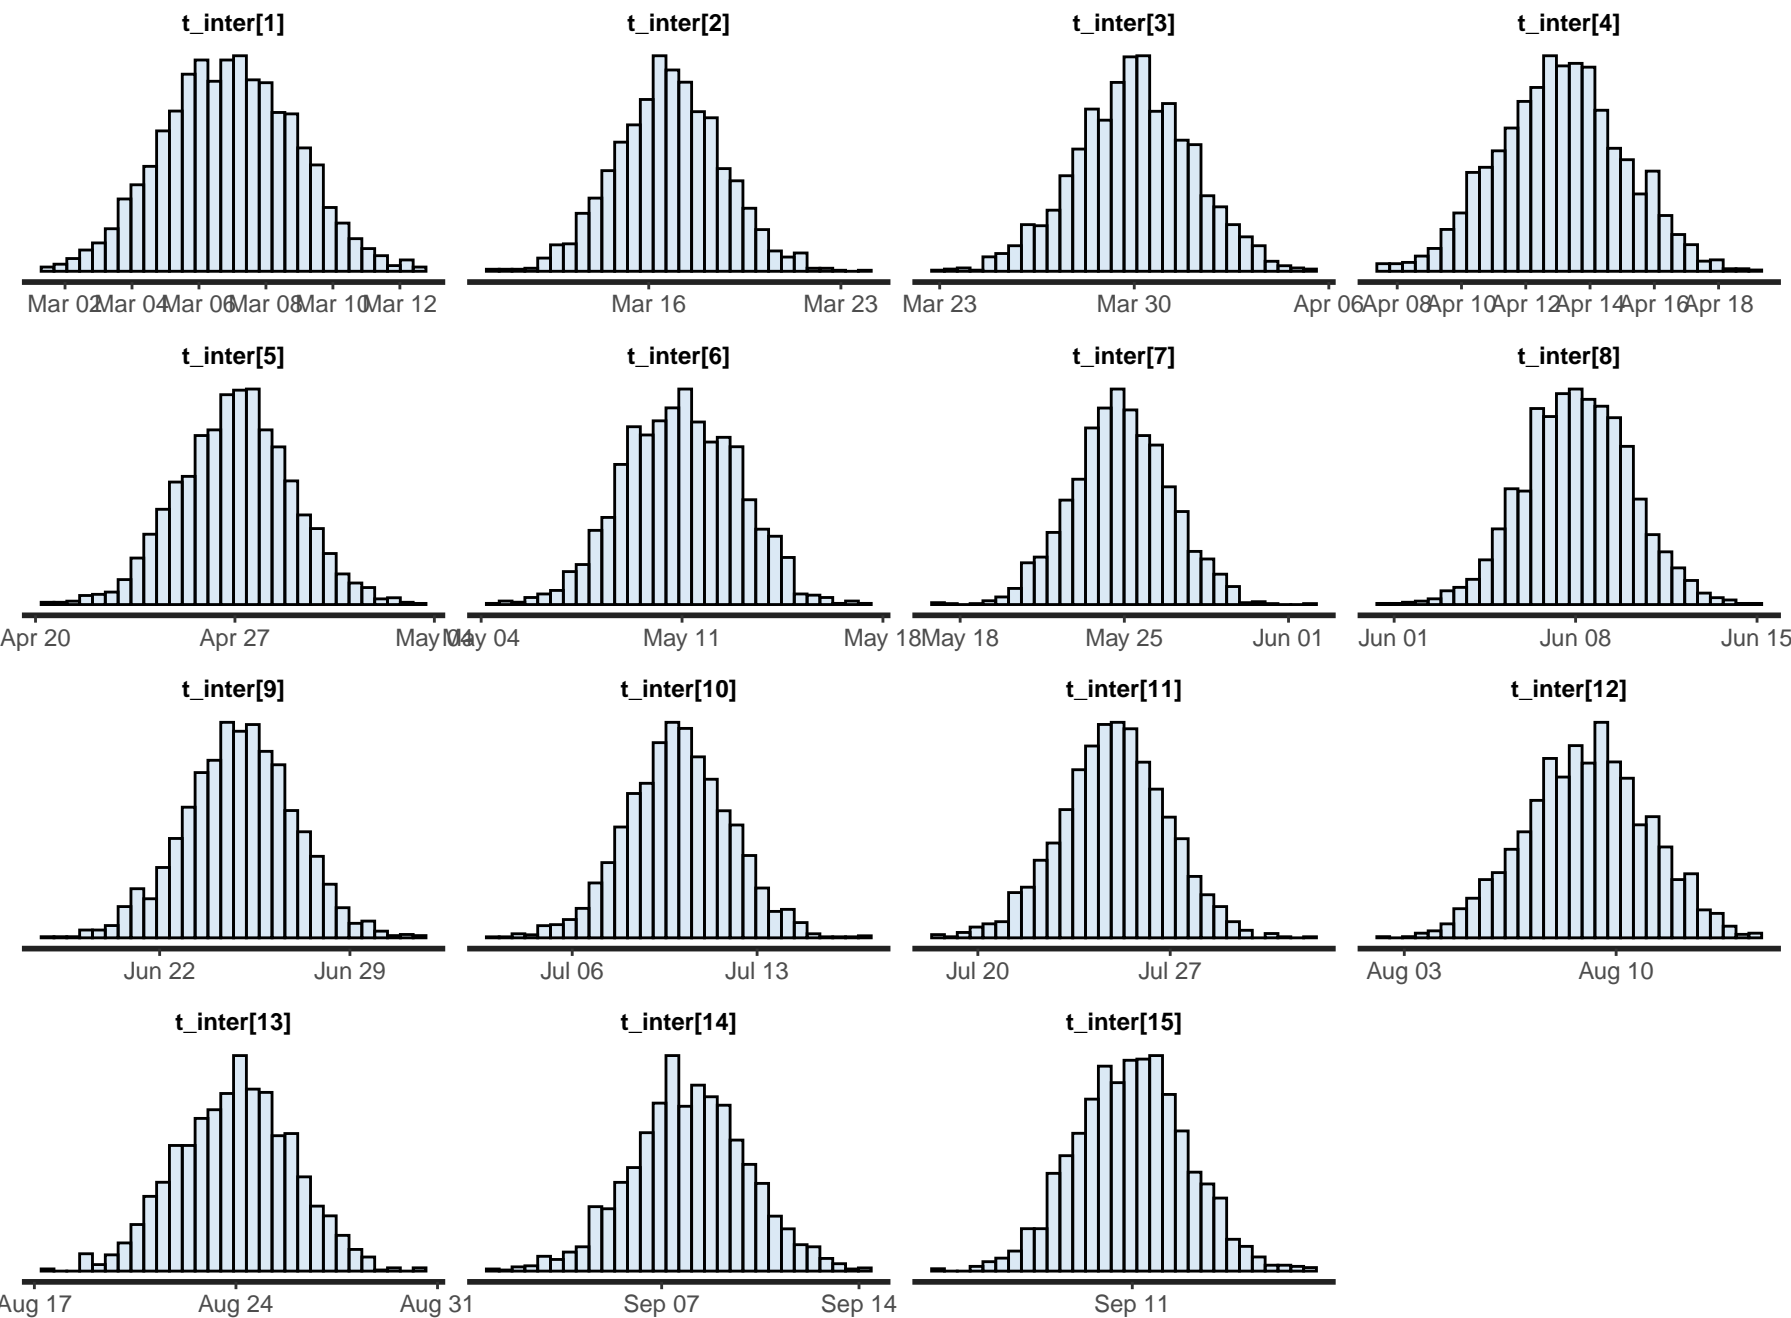 t_inter[1] t_inter[2] t_inter[3] t_inter[4]
Mar 02 Mar 04 Mar 06 Mar 08 Mar 10 Mar 12 Mar 16 Mar 23 Mar 23 Mar 30 Apr 06 Apr 08 Apr 10 Apr 12 Apr 14 Apr 16 Apr 18
t_inter[5] t_inter[6] t_inter[7] t_inter[8]
Apr 20 Apr 27 May 04 May 04 May 11 May 18 May 18 May 25 Jun 01 Jun 01 Jun 08 Jun 15
t_inter[9] t_inter[10] t_inter[11] t_inter[12]
Jun 22 Jun 29 Jul 06 Jul 13 Jul 20 Jul 27 Aug 03 Aug 10
t_inter[13] t_inter[14] t_inter[15]
Aug 17 Aug 24 Aug 31 Sep 07 Sep 14 Sep 11